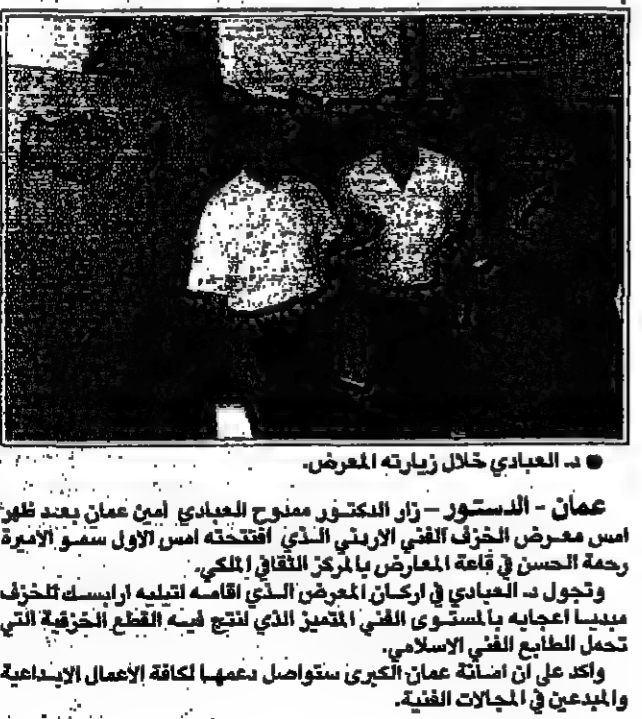 ● د. العبادي خلال زيارته المعرض.
عمان - الدستور – زار الدكتور ممدوح العبادي امين عمان بعد ظهر
امس معرض الخزف الفني الاردني الذي افتتحته امس الاول سمو الاميرة
رحمة الحسن في قاعة المعارض بالمركز الثقافي الملكي.
وتجول د. العبادي في اركان المعرض الذي اقامه اتيليه ارابسك للخزف
مبديا اعجابه بالمستوى الفني المتميز الذي انتج فيه القطع الخزفية التي
تحمل الطابع الفني الاسلامي.
واكد على ان امانة عمان الكبرى ستواصل دعمها لكافة الأعمال الابداعية
والمبدعين في المجالات الفنية.